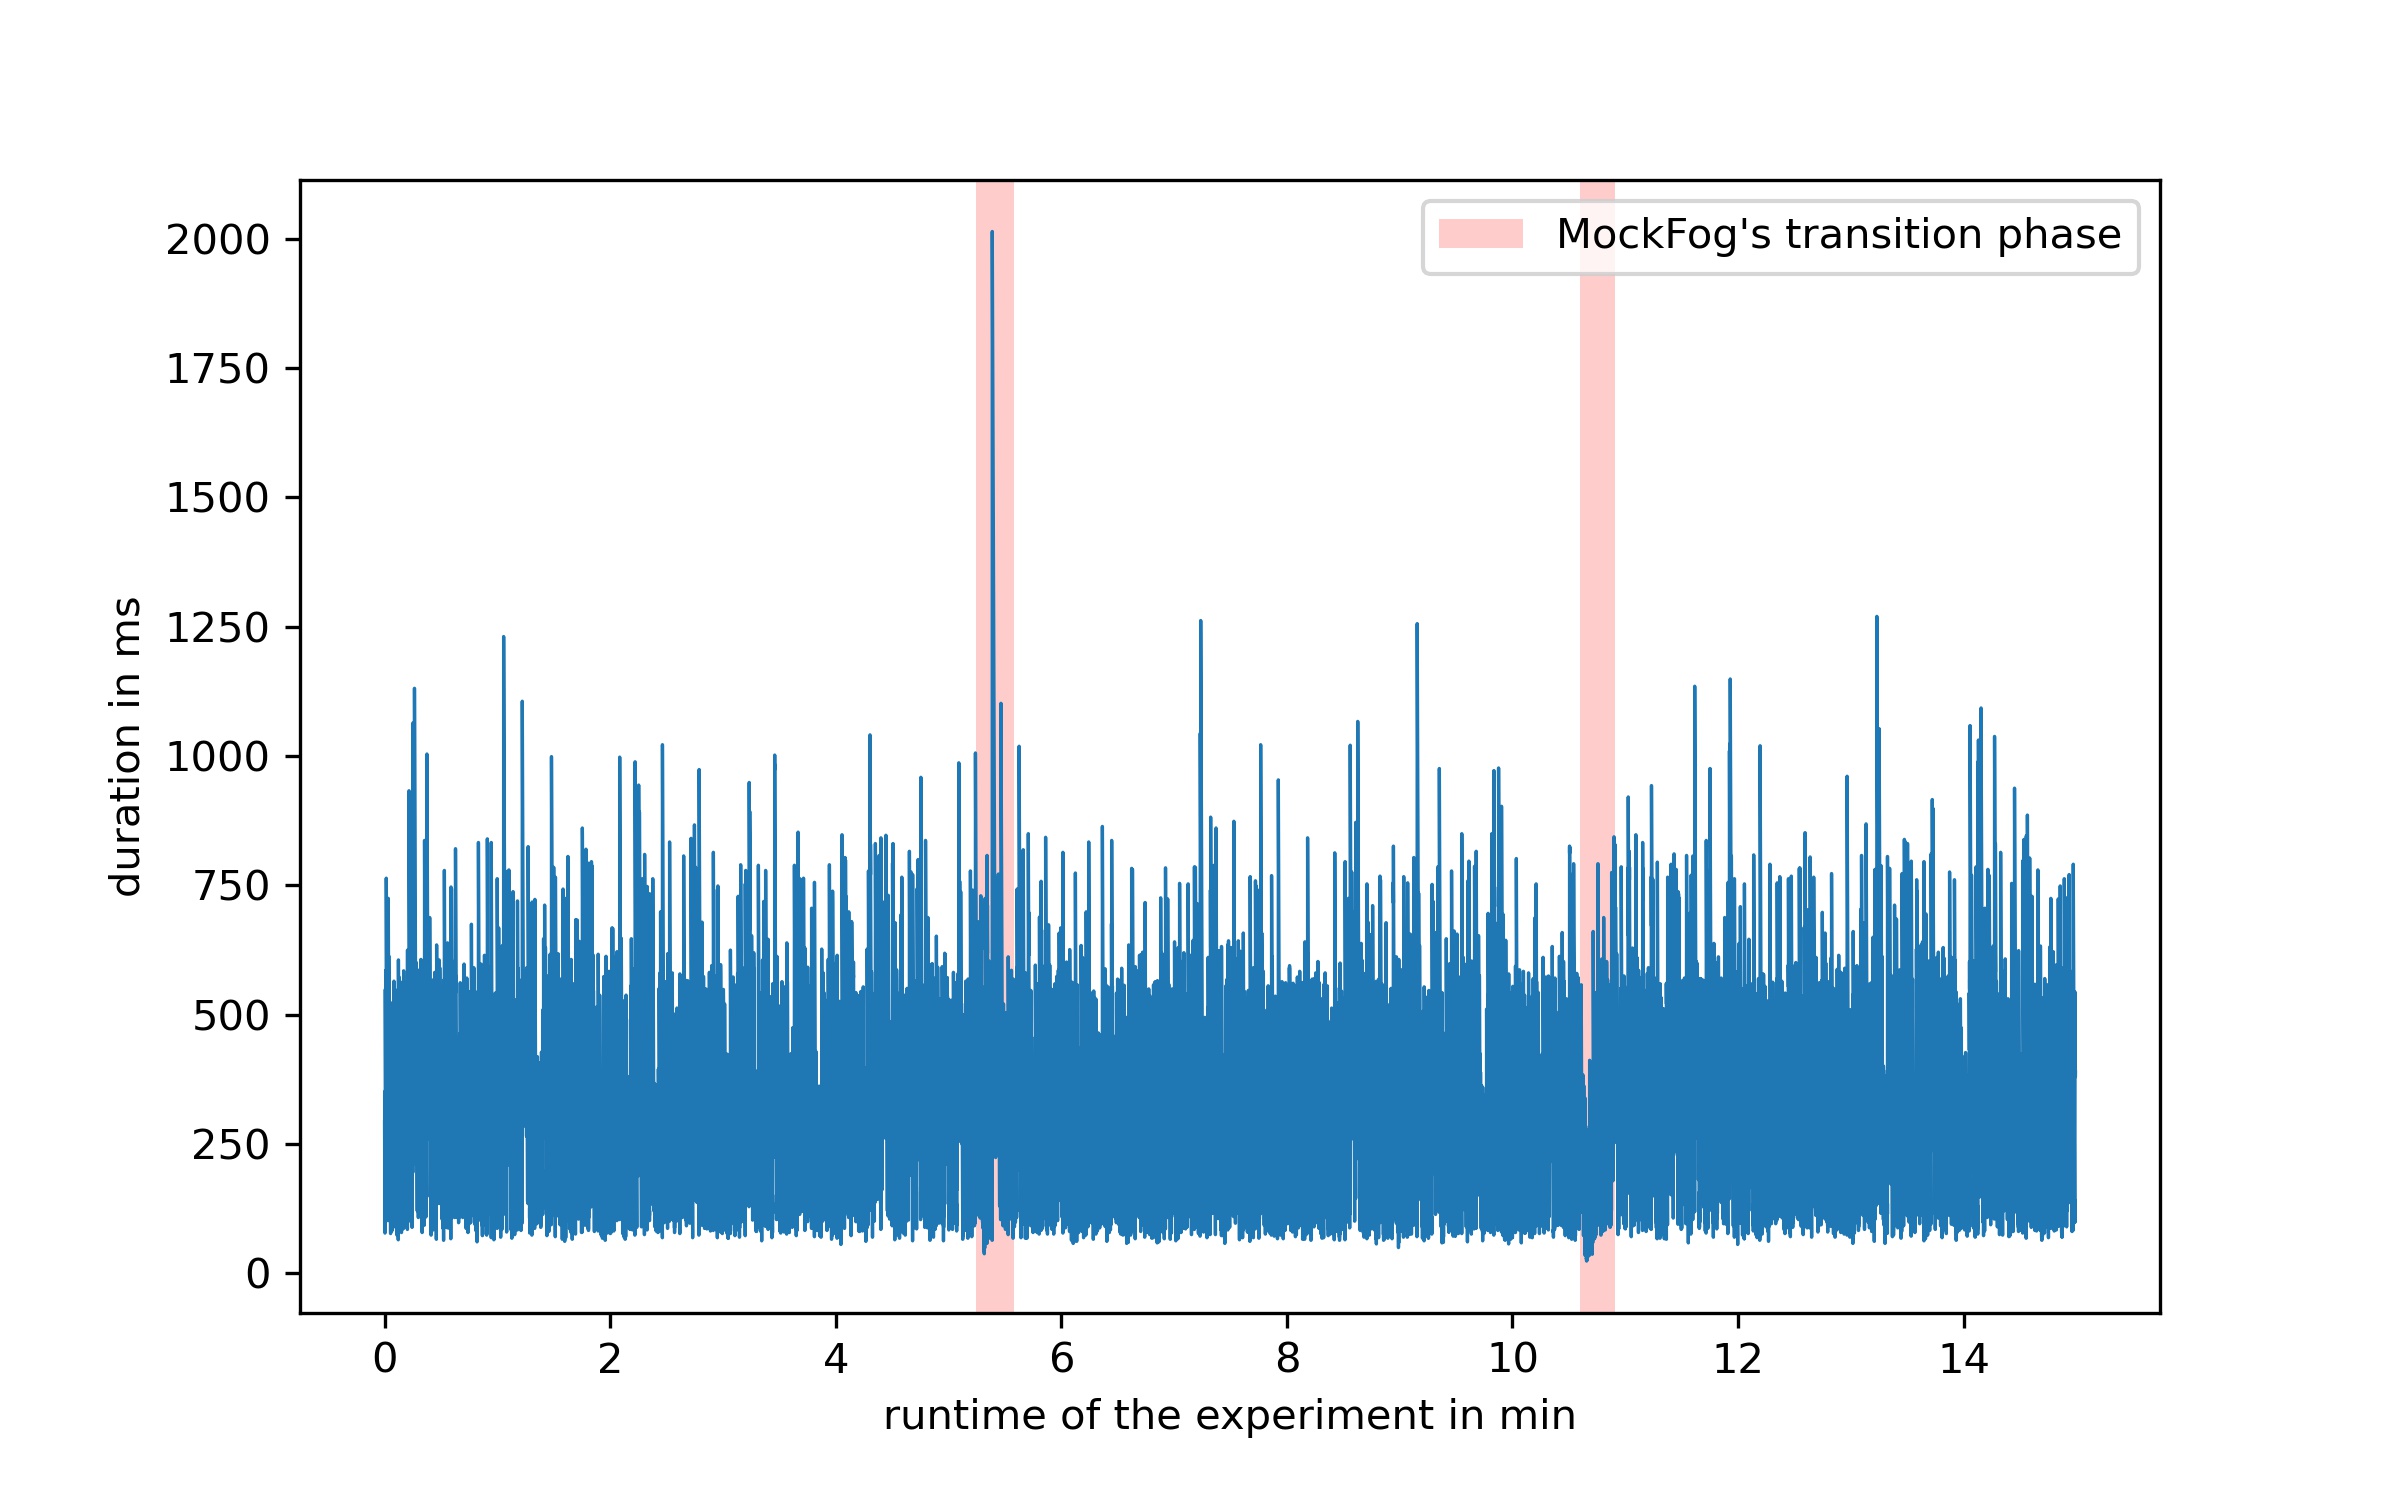 MockFog's transition phase
2000
1750
1500
1250
1000
750
500
250
0
duration in ms
0 2 4 6 8 10 12 14
runtime of the experiment in min